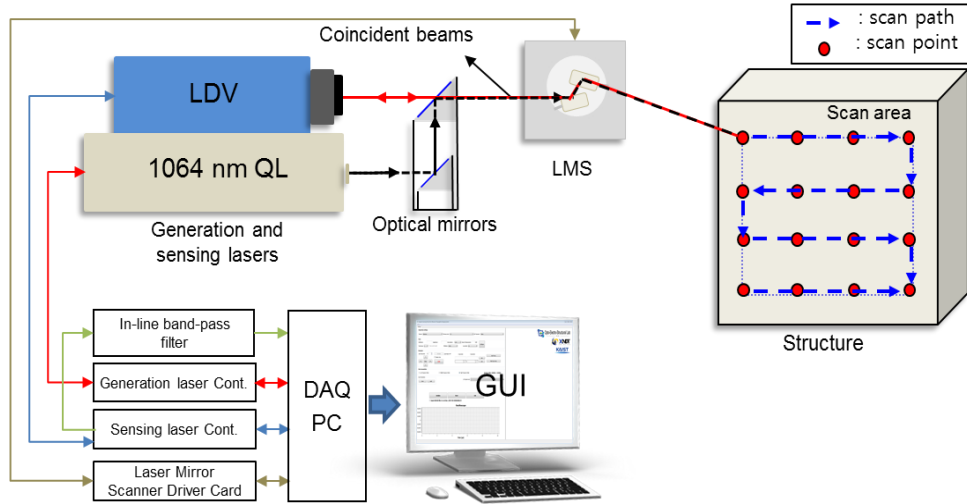 : scan path
: scan point
Coincident beams
LDV
1064 nm QL
LMS
Scan area
Optical mirrors
Generation and
sensing lasers
Structure
In-line band-pass
filter
Generation laser Cont.
Sensing laser Cont.
Laser Mirror
Scanner Driver Card
DAQ
PC
GUI